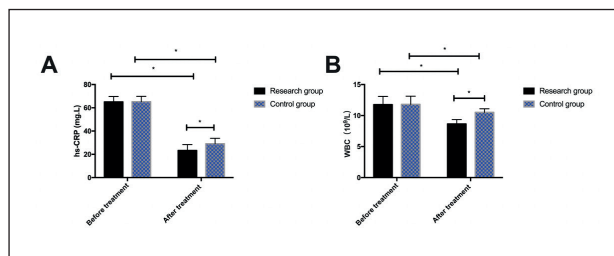 A
hs-CRP (mg.L)
80
60
40
20
0
Before treatment
After treatment
*
*
*
Research group
Control group
B
WBC (10⁹/L)
15
10
5
0
Before treatment
After treatment
*
*
*
Research group
Control group